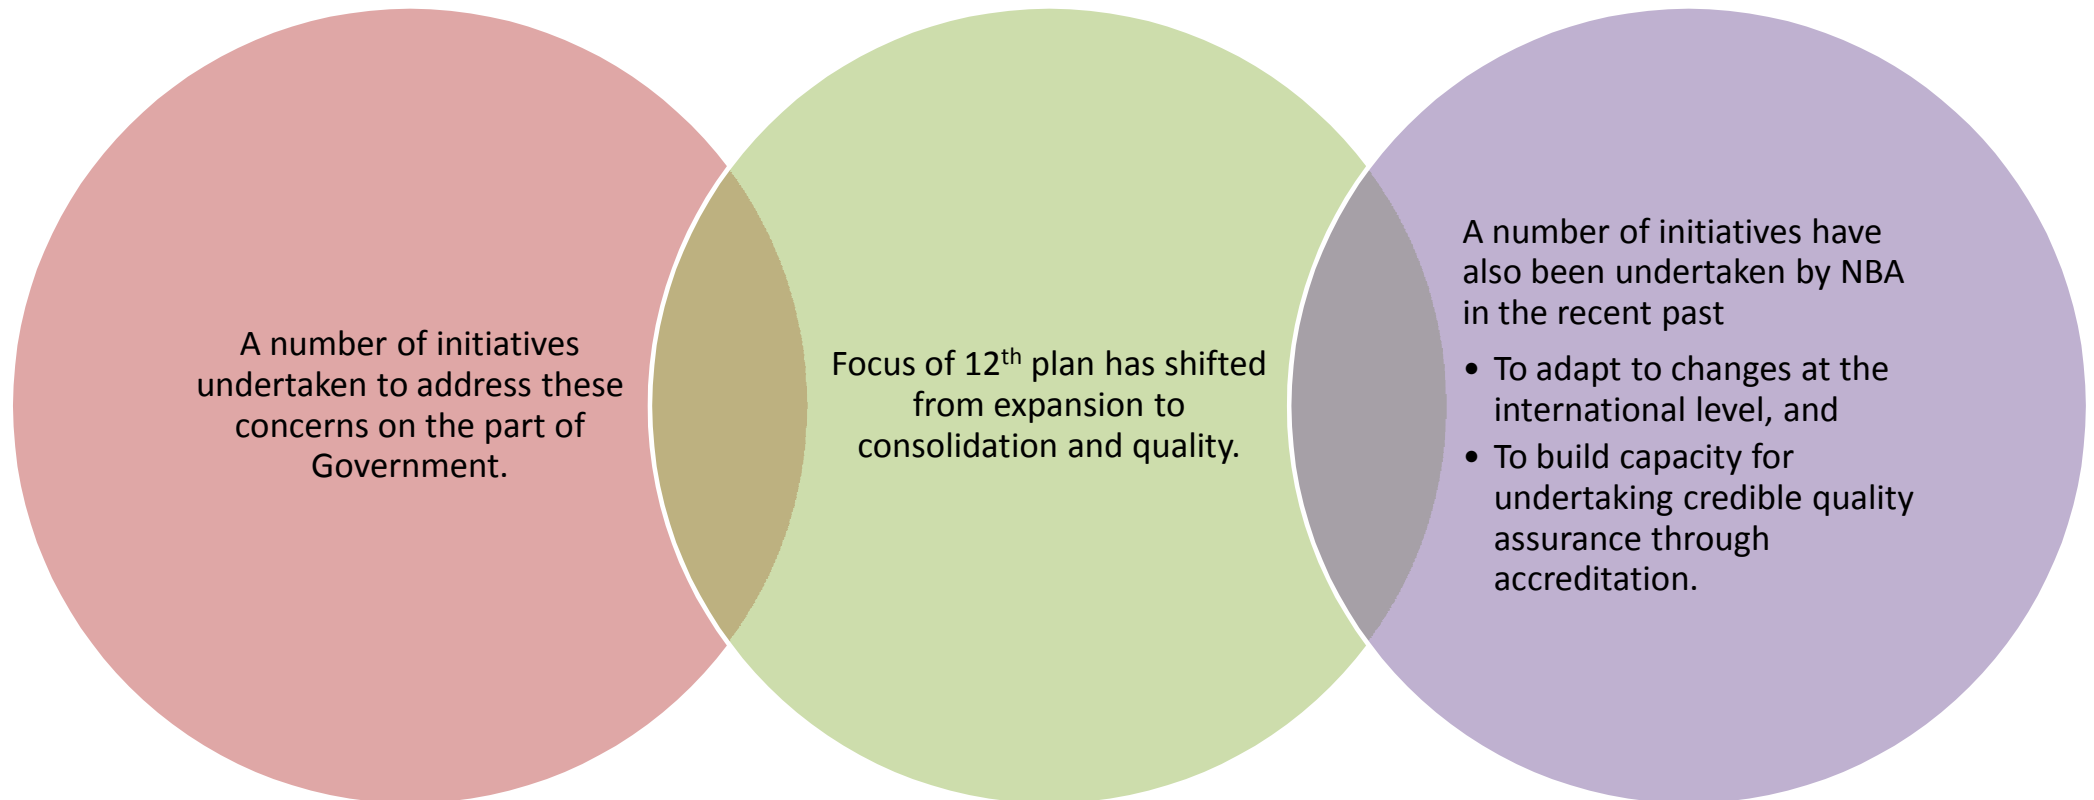 A number of initiatives
undertaken to address these
concerns on the part of
Government.
Focus of 12th plan has shifted
from expansion to
consolidation and quality.
A number of initiatives have
also been undertaken by NBA
in the recent past
• To adapt to changes at the
international level, and
• To build capacity for
undertaking credible quality
assurance through
accreditation.